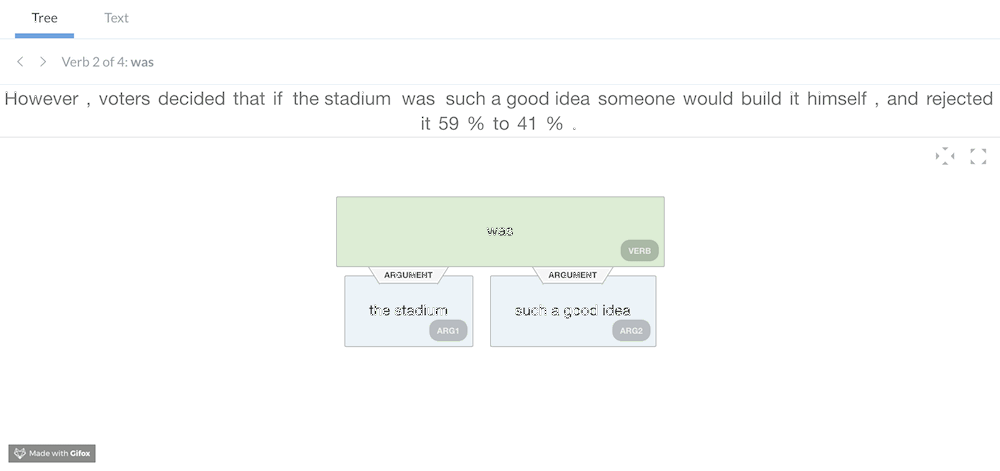 Tree Text
Verb 2 of 4: was
However , voters decided that if the stadium was such a good idea someone would build it himself , and rejected
it 59 % to 41 % .
was
VERB
ARGUMENT ARGUMENT
the stadium such a good idea
ARG1 ARG2
Made with Gifox